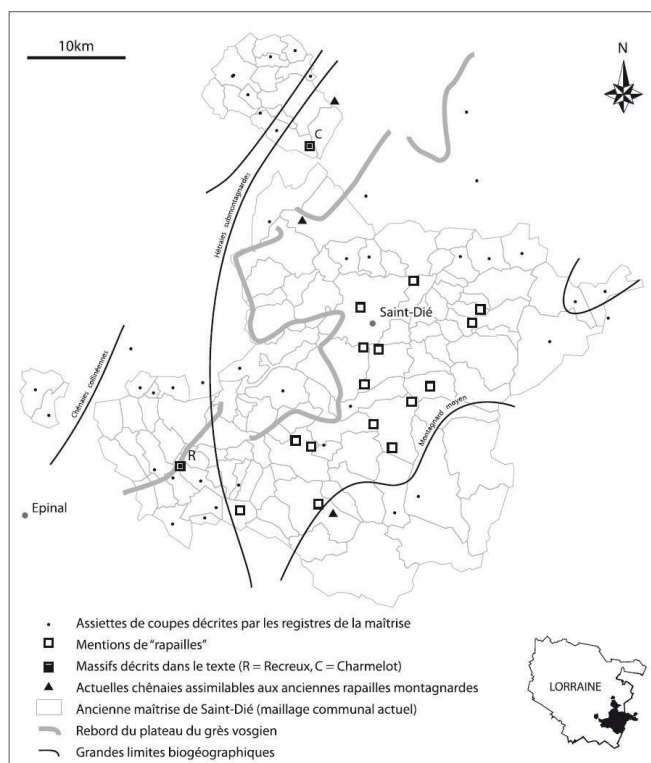 10km
N
C
Hêtraies submontagnardes
Saint-Dié
Chênaies collinéennes
Montagnard moyen
R
Epinal
Assiettes de coupes décrites par les registres de la maîtrise
Mentions de "rapailles"
Massifs décrits dans le texte (R = Recreux, C = Charmelot)
Actuelles chênaies assimilables aux anciennes rapailles montagnardes
Ancienne maîtrise de Saint-Dié (maillage communal actuel)
Rebord du plateau du grès vosgien
Grandes limites biogéographiques
LORRAINE